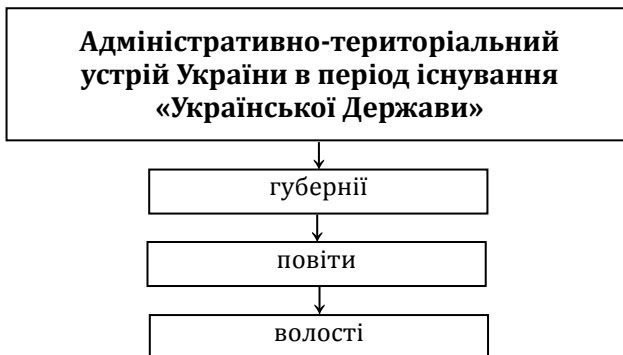 Адміністративно-територіальний
устрій України в період існування
«Української Держави»
губернії
повіти
волості